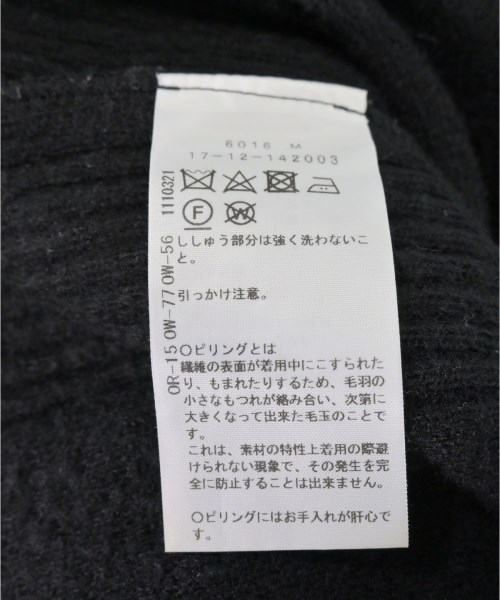 6016 M
17-12-142003
F
W
ししゅう部分は強く洗わないこ
と。
引っかけ注意。
〇ピリングとは
繊維の表面が着用中にこすられた
り、もまれたりするため、毛羽の
小さなもつれが絡み合い、次第に
大きくなって出来た毛玉のことで
す。
これは、素材の特性上着用の際避
けられない現象で、その発生を完
全に防止することは出来ません。
〇ピリングにはお手入れが肝心で
す。
OR-15 OW-77 OW-56 1110321